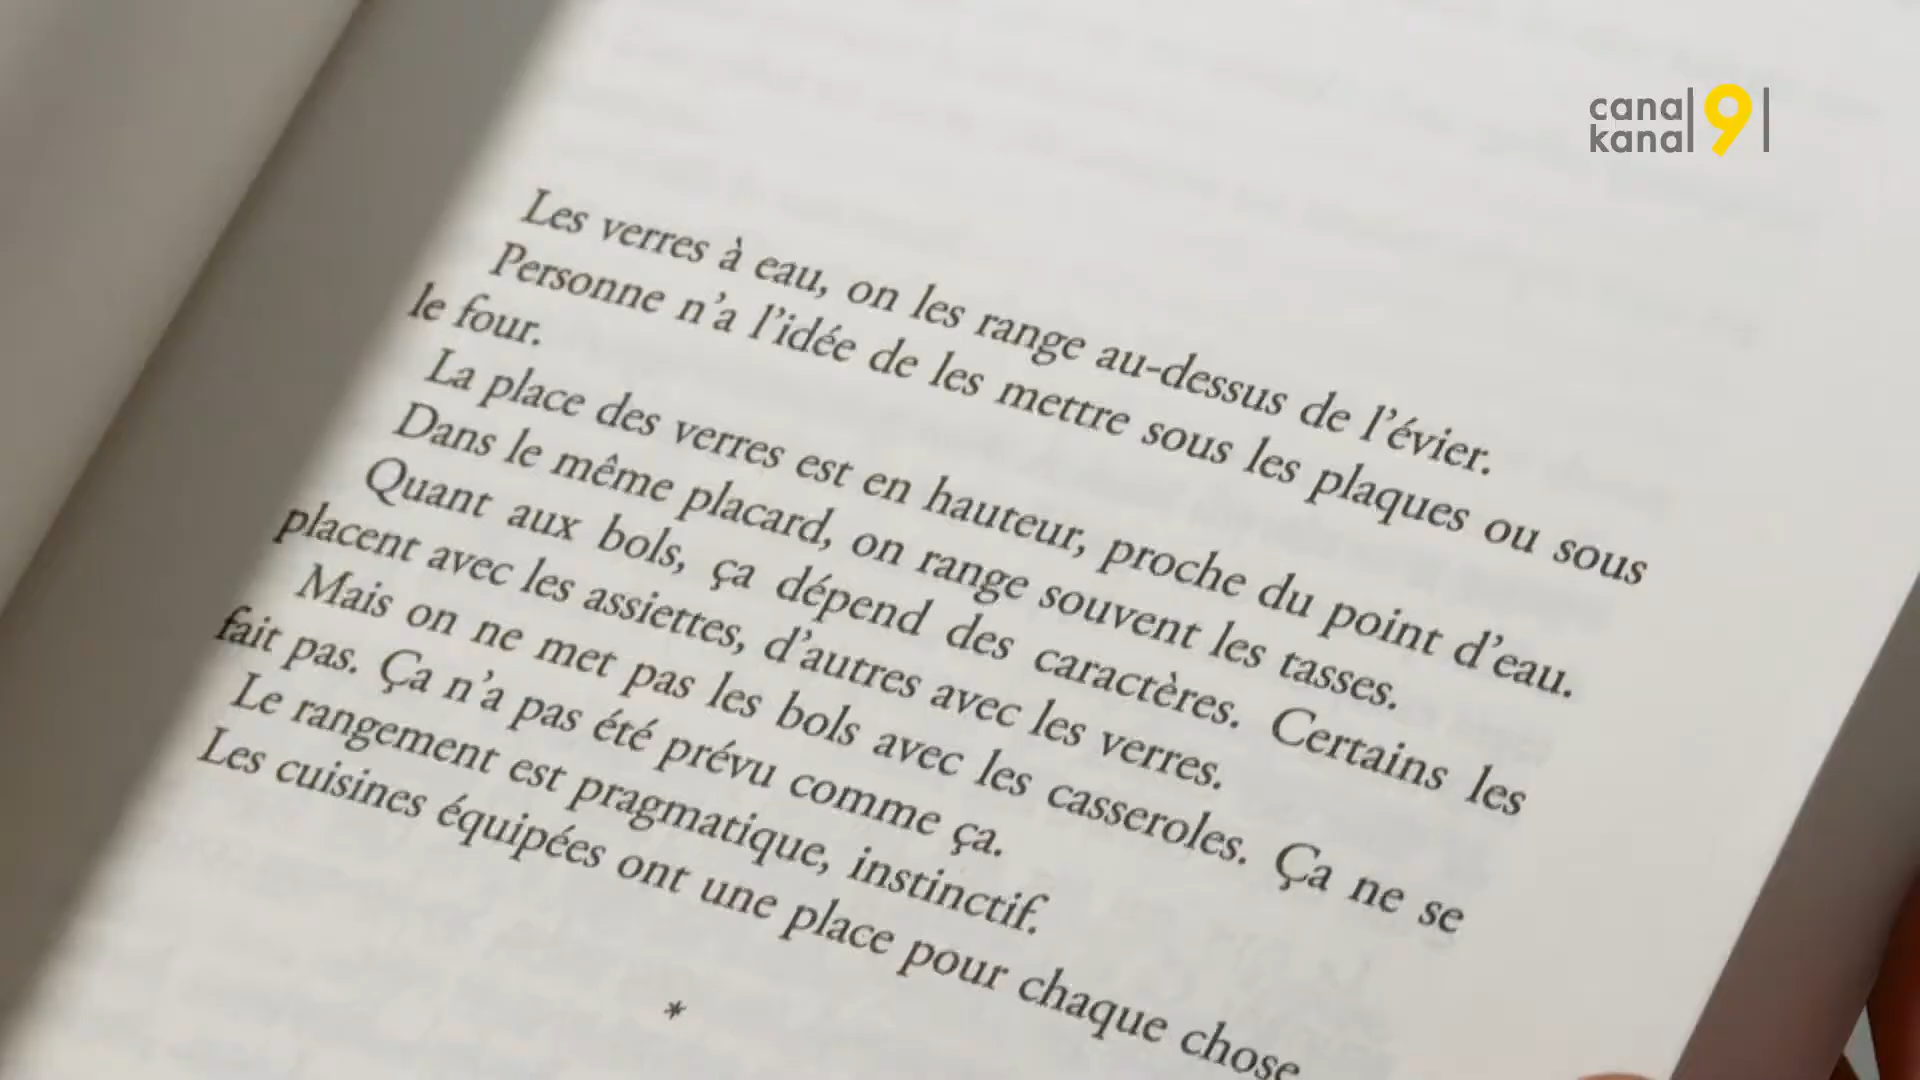 canal 9
kanal
Les verres à eau, on les range au-dessus de l'évier.
Personne n'a l'idée de les mettre sous les plaques ou sous
le four.
La place des verres est en hauteur, proche du point d'eau.
Dans le même placard, on range souvent les tasses.
Quant aux bols, ça dépend des caractères. Certains les
placent avec les assiettes, d'autres avec les verres.
Mais on ne met pas les bols avec les casseroles. Ça ne se
fait pas. Ça n'a pas été prévu comme ça.
Le rangement est pragmatique, instinctif.
Les cuisines équipées ont une place pour chaque chose
*